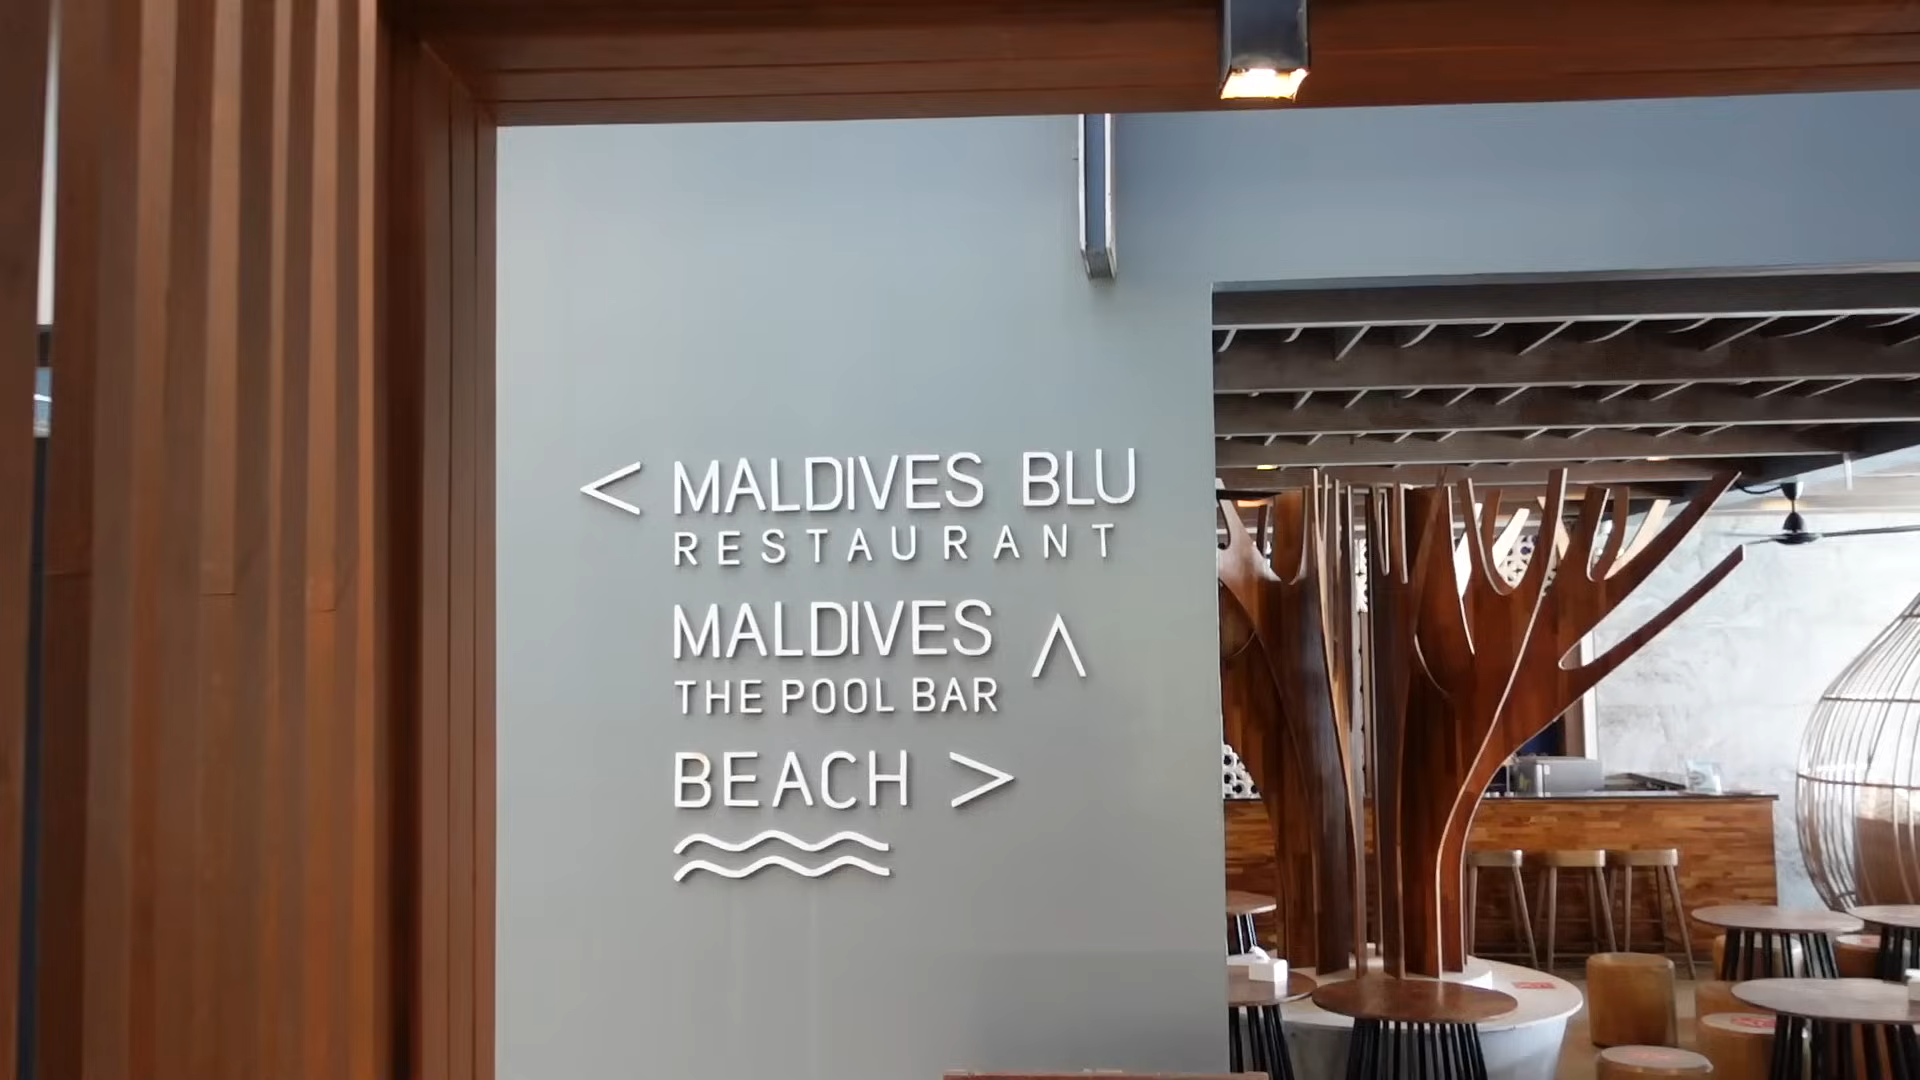 < MALDIVES BLU
RESTAURANT
MALDIVES >
THE POOL BAR
BEACH >